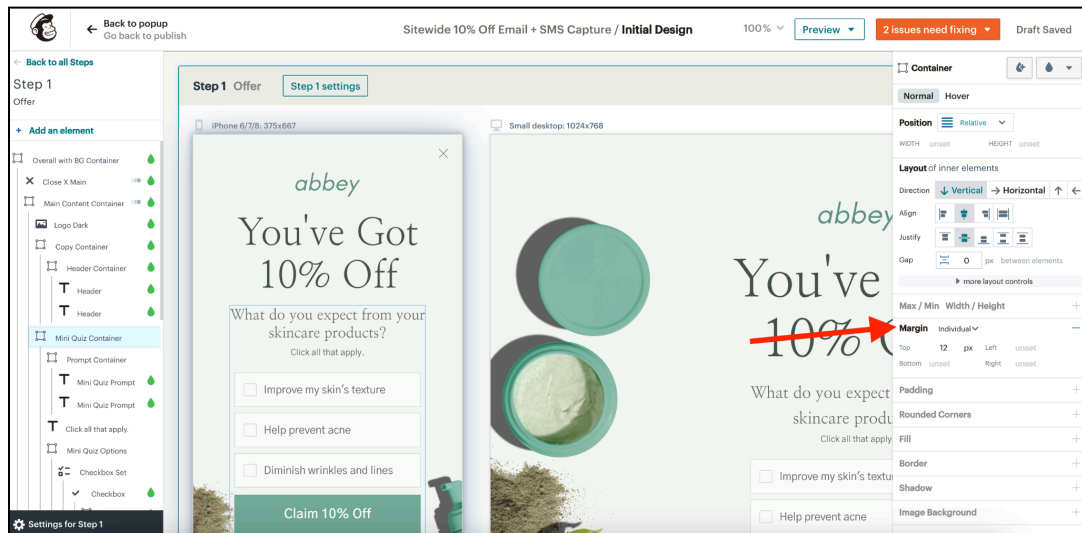 Back to popup
Go back to publish
Sitewide 10% Off Email + SMS Capture / Initial Design
100%
Preview
2 issues need fixing
Draft Saved
Back to all Steps
Step 1
Offer
+ Add an element
Overall with BG Container
Close X Main
Main Content Container
Logo Dark
Copy Container
Header Container
Header
Header
Mini Quiz Container
Prompt Container
Mini Quiz Prompt
Mini Quiz Prompt
Click all that apply.
Mini Quiz Options
Checkbox Set
Checkbox
Settings for Step 1
Step 1 Offer
Step 1 settings
iPhone 6/7/8: 375x667
abbey
You've Got
10% Off
What do you expect from your
skincare products?
Click all that apply.
Improve my skin's texture
Help prevent acne
Diminish wrinkles and lines
Claim 10% Off
Small desktop: 1024x768
abbey
You've
10%
What do you expect
skincare produ
Click all that apply
Improve my skin's textu
Help prevent acne
Container
Normal Hover
Position Relative
WIDTH unset HEIGHT unset
Layout of inner elements
Direction Vertical Horizontal
Align
Justify
Gap 0 px between elements
more layout controls
Max / Min Width / Height
Margin Individual
Top 12 px Left unset
Bottom unset Right unset
Padding
Rounded Corners
Fill
Border
Shadow
Image Background